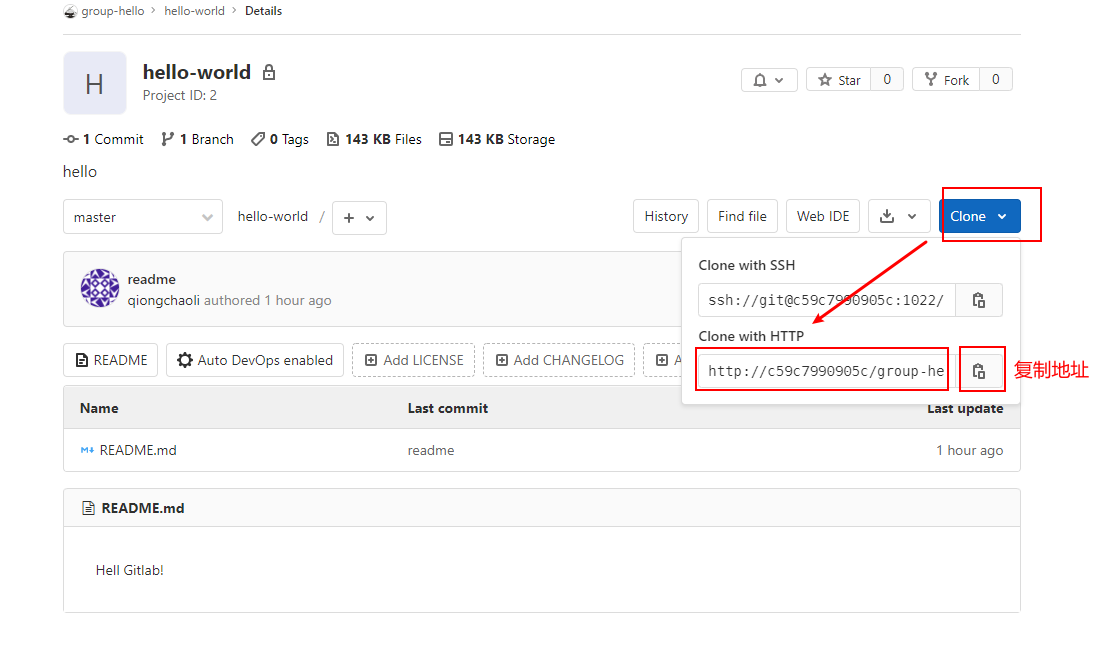 group-hello > hello-world > Details
H
hello-world
Project ID: 2
Star 0 Fork 0
1 Commit 1 Branch 0 Tags 143 KB Files 143 KB Storage
hello
master hello-world / + History Find file Web IDE Clone
readme
qiongchaoli authored 1 hour ago
Clone with SSH
ssh://git@c59c7990905c:1022/
Clone with HTTP
http://c59c7990905c/group-he
复制地址
README Auto DevOps enabled Add LICENSE Add CHANGELOG A
Name Last commit Last update
README.md readme 1 hour ago
README.md
Hell Gitlab!